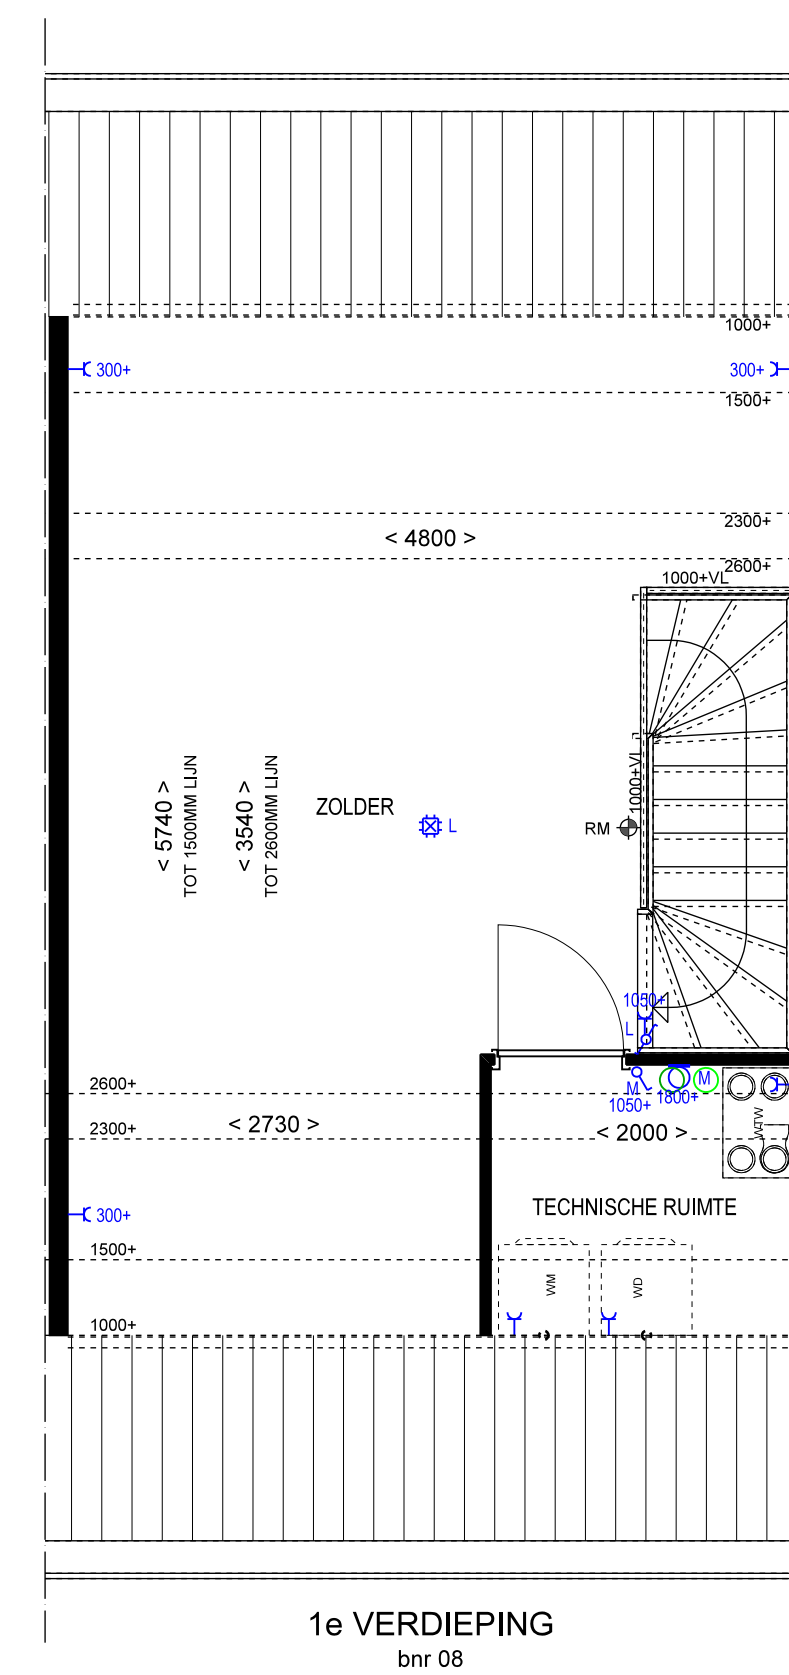 1000+
300+
300+
1500+
2300+
< 4800 >
2600+
1000+VL
1000+VL
< 5740 >
TOT 1500MM LIJN
< 3540 >
TOT 2600MM LIJN
ZOLDER
L
RM
1050+
L
M
M
1050+
1800+
2600+
2300+
< 2730 >
< 2000 >
WTW
300+
TECHNISCHE RUIMTE
1500+
WM
WD
1000+
1e VERDIEPING
bnr 08